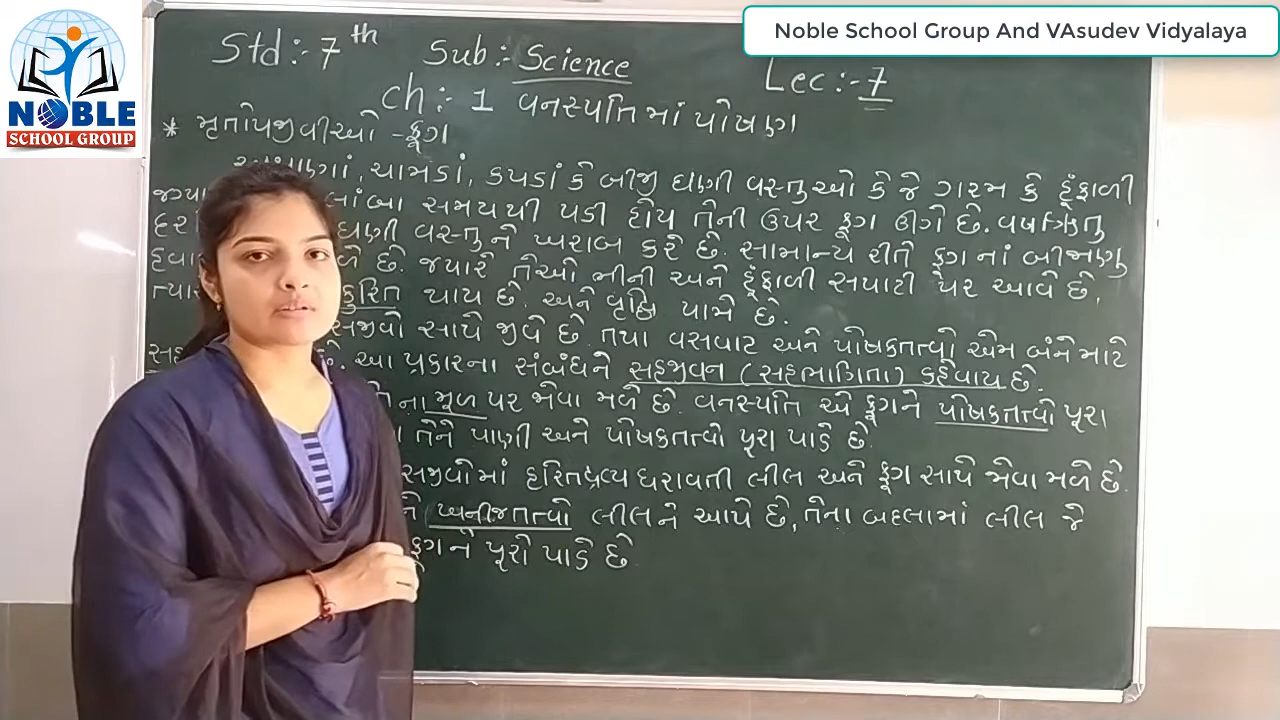 Noble School Group And VAsudev Vidyalaya
NOBLE
SCHOOL GROUP
Std:- 7th Sub:- Science Lec:- 7
Ch:- 1 વનસ્પતિમાં પોષણ
* મૃતોપજીવીઓ - ફૂગ
ચામડાં, કપડાં કે બીજી ઘણી વસ્તુઓ કે જે ગરમ કે હૂંફાળી
લાંબા સમયથી પડી હોય તેની ઉપર ફૂગ ઊગે છે. વર્ષાઋતુ
ઘણી વસ્તુને ખરાબ કરે છે. સામાન્ય રીતે ફૂગનાં બીજાણુ
હવા છે. જયારે તેઓ ભીની અને હૂંફાળી સપાટી પર આવે છે,
થાય છે. અને વૃદ્ધિ પામે છે.
સજીવો સાથે જીવે છે. તથા વસવાટ અને પોષકતત્વો એમ બંને માટે
છે. આ પ્રકારના સંબંધને સહજીવન (સહભાગિતા) કહેવાય છે.
ના મૂળ પર જોવા મળે છે. વનસ્પતિ એ ફૂગને પોષકતત્વો પૂરા
તેને પાણી અને પોષકતત્વો પૂરા પાડે છે.
સજીવોમાં હરિતદ્રવ્ય ધરાવતી લીલ અને ફૂગ સાથે જોવા મળે છે.
ખનીજતત્વો લીલને આપે છે, તેના બદલામાં લીલ જે
ફૂગને પૂરો પાડે છે